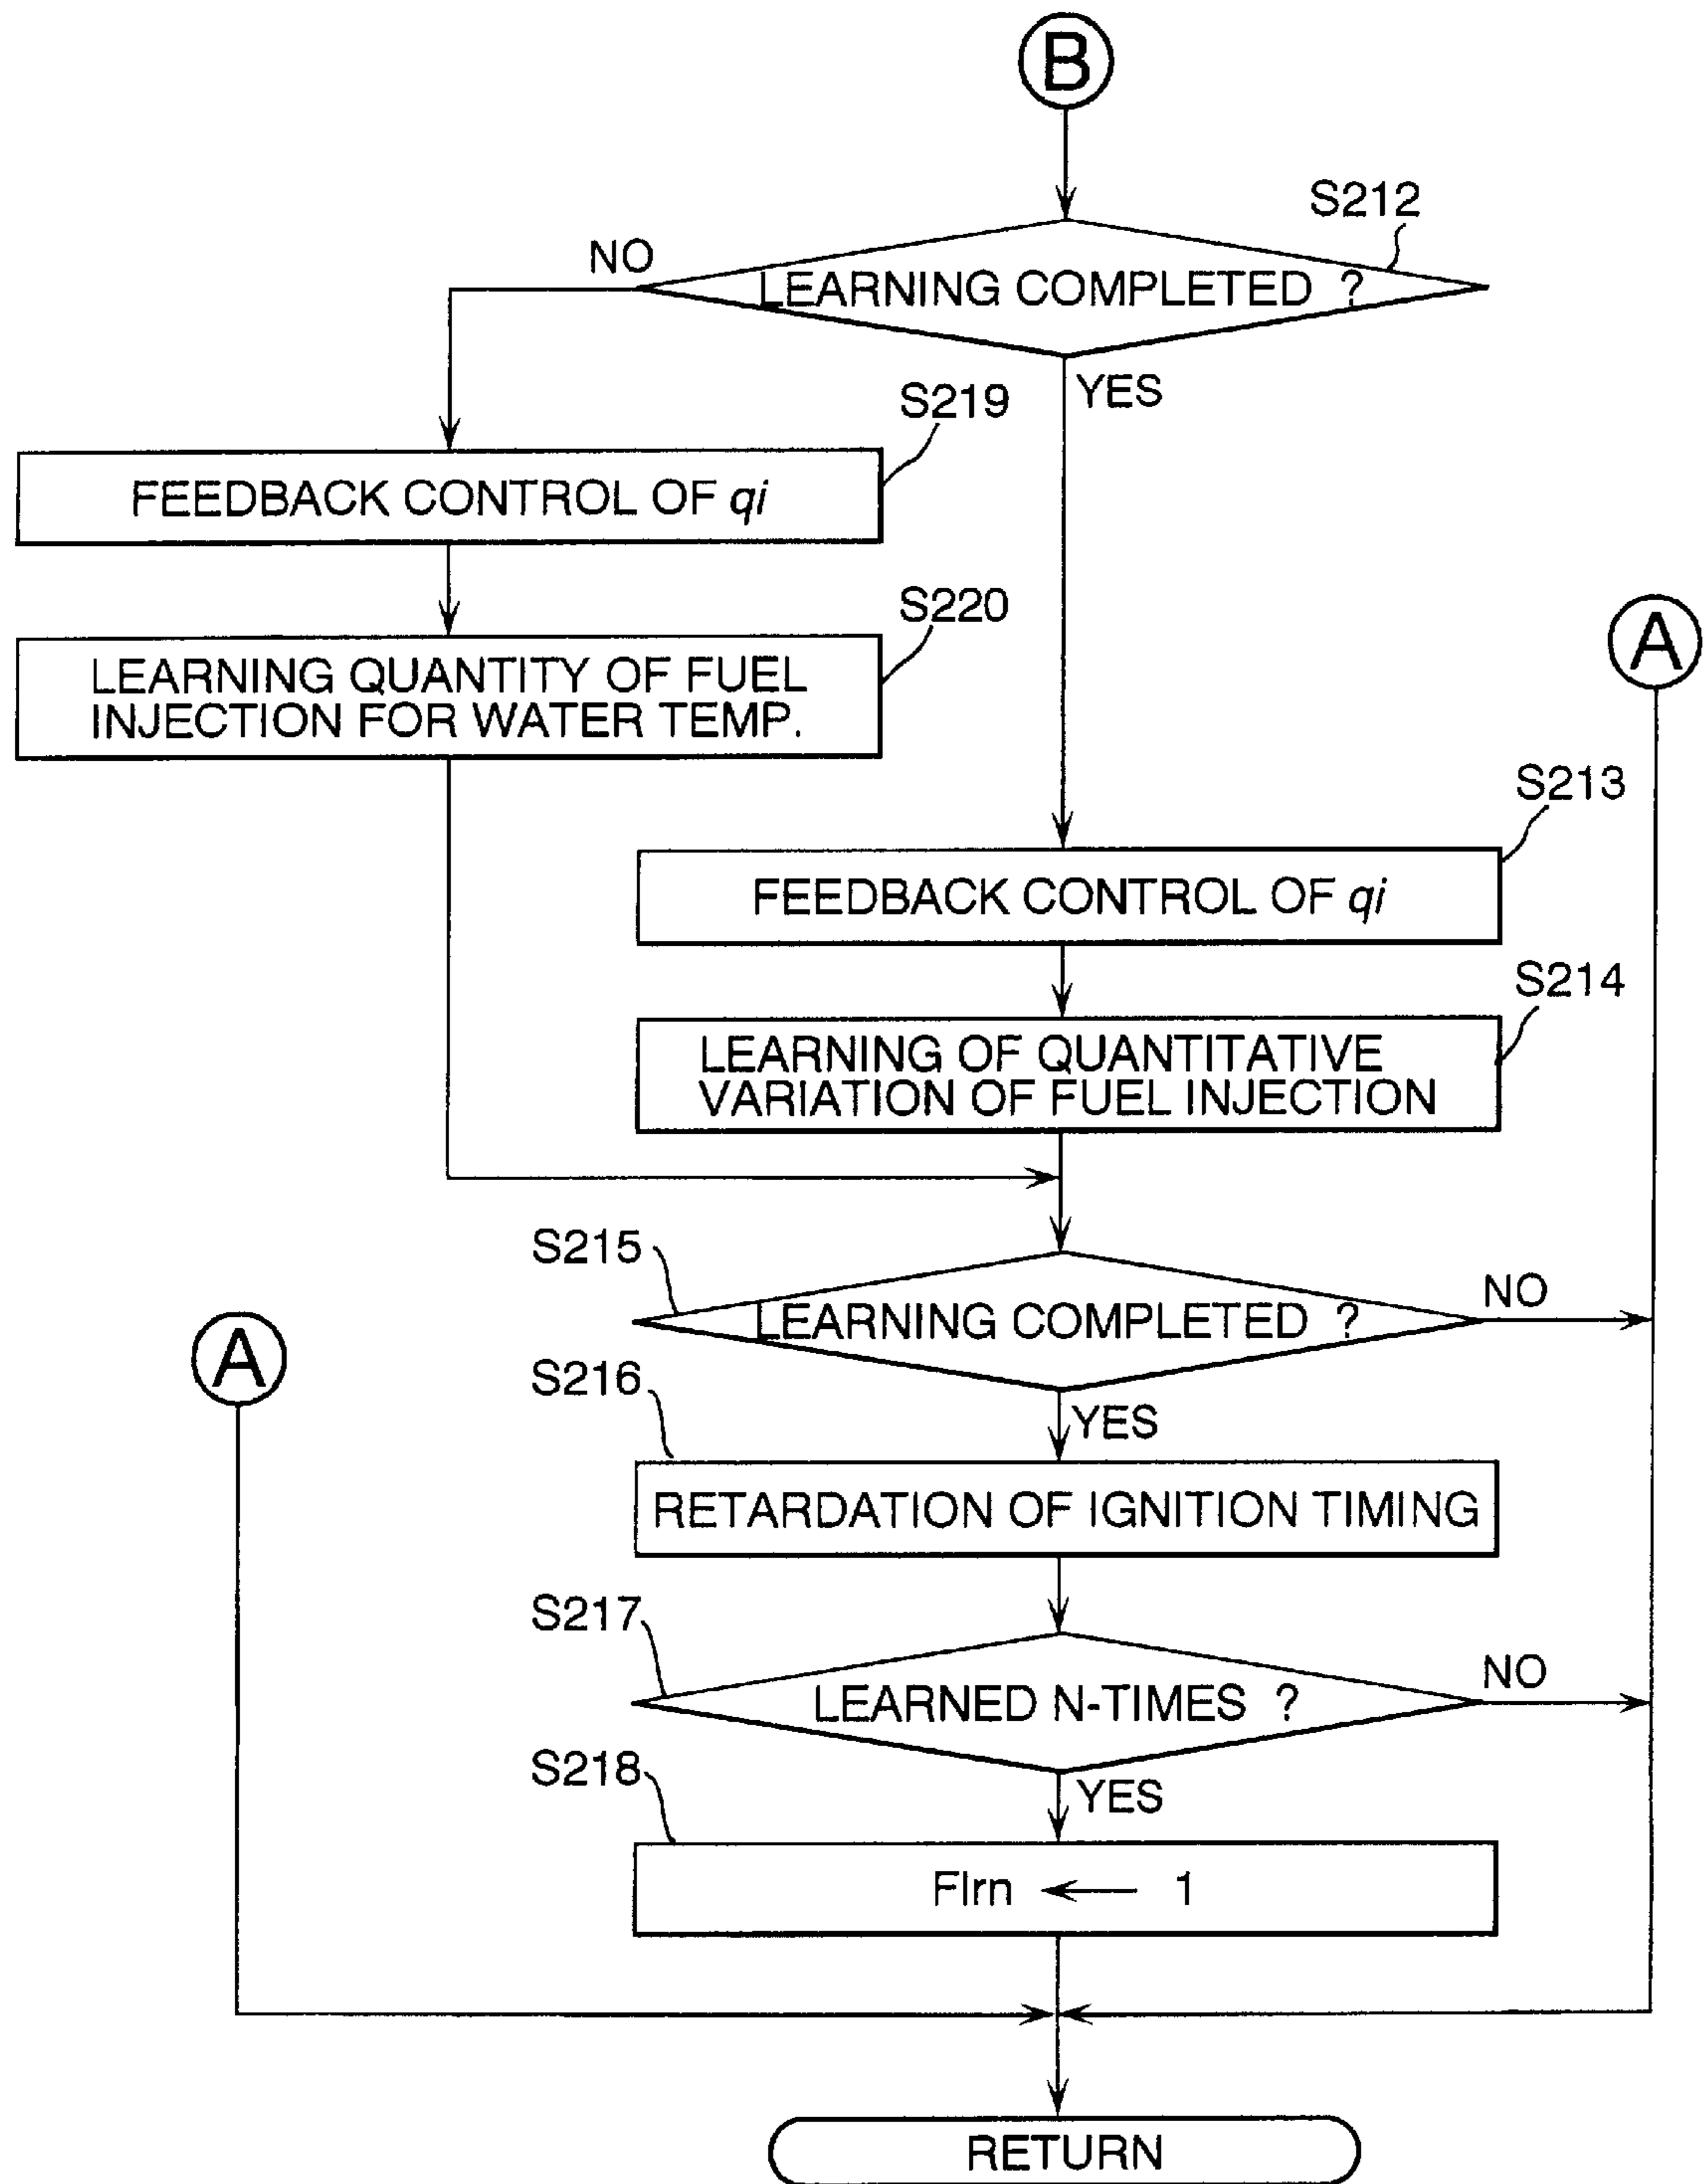 B
S212
NO
LEARNING COMPLETED ?
YES
S219
FEEDBACK CONTROL OF qi
S220
LEARNING QUANTITY OF FUEL
INJECTION FOR WATER TEMP.
A
S213
FEEDBACK CONTROL OF qi
S214
LEARNING OF QUANTITATIVE
VARIATION OF FUEL INJECTION
S215
LEARNING COMPLETED ?
NO
A
S216
YES
RETARDATION OF IGNITION TIMING
S217
LEARNED N-TIMES ?
NO
S218
YES
Flrn ← 1
RETURN